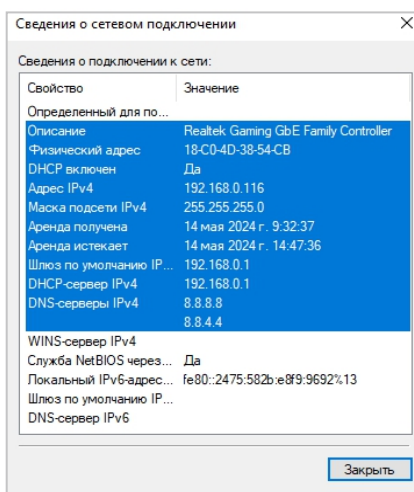 Сведения о сетевом подключении
Сведения о подключении к сети:
Свойство Значение
Определенный для по...
Описание Realtek Gaming GbE Family Controller
Физический адрес 18-C0-4D-38-54-CB
DHCP включен Да
Адрес IPv4 192.168.0.116
Маска подсети IPv4 255.255.255.0
Аренда получена 14 мая 2024 г. 9:32:37
Аренда истекает 14 мая 2024 г. 14:47:36
Шлюз по умолчанию IP... 192.168.0.1
DHCP-сервер IPv4 192.168.0.1
DNS-серверы IPv4 8.8.8.8
8.8.4.4
WINS-сервер IPv4
Служба NetBIOS через... Да
Локальный IPv6-адрес... fe80::2475:582b:e8f9:9692%13
Шлюз по умолчанию IP...
DNS-сервер IPv6
Закрыть